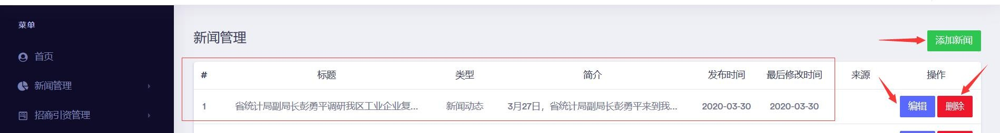 菜单
首页
新闻管理
招商引资管理
新闻管理
添加新闻
# 标题 类型 简介 发布时间 最后修改时间 来源 操作
1 省统计局副局长彭勇平调研我区工业企业复... 新闻动态 3月27日，省统计局副局长彭勇平来到我... 2020-03-30 2020-03-30 编辑 删除